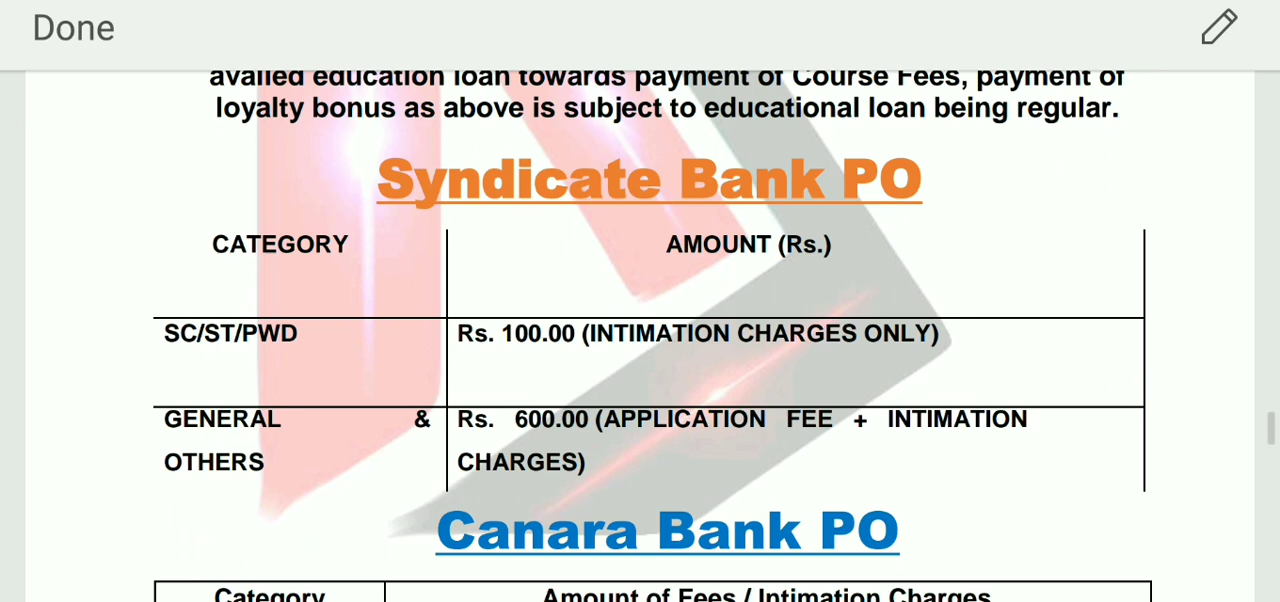 Done
availed education loan towards payment of Course Fees, payment of
loyalty bonus as above is subject to educational loan being regular.
Syndicate Bank PO
CATEGORY AMOUNT (Rs.)
SC/ST/PWD Rs. 100.00 (INTIMATION CHARGES ONLY)
GENERAL & Rs. 600.00 (APPLICATION FEE + INTIMATION
OTHERS CHARGES)
Canara Bank PO
Category Amount of Fees / Intimation Charges